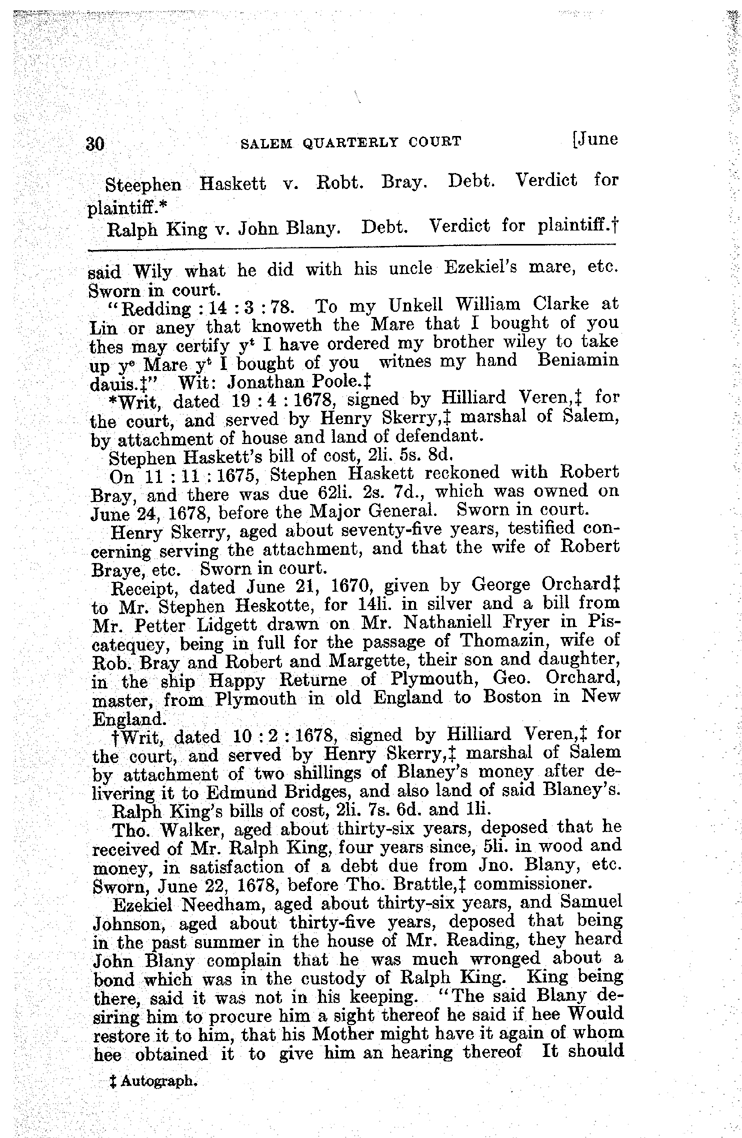 30 SALEM QUARTERLY COURT [June
Steephen Haskett v. Robt. Bray. Debt. Verdict for
plaintiff.*
Ralph King v. John Blany. Debt. Verdict for plaintiff.†
said Wily what he did with his uncle Ezekiel's mare, etc.
Sworn in court.
"Redding : 14 : 3 : 78. To my Unkell William Clarke at
Lin or aney that knoweth the Mare that I bought of you
thes may certify yᵗ I have ordered my brother wiley to take
up yᵉ Mare yᵗ I bought of you witnes my hand Beniamin
dauis.‡" Wit: Jonathan Poole.‡
*Writ, dated 19 : 4 : 1678, signed by Hilliard Veren,‡ for
the court, and served by Henry Skerry,‡ marshal of Salem,
by attachment of house and land of defendant.
Stephen Haskett's bill of cost, 2li. 5s. 8d.
On 11 : 11 : 1675, Stephen Haskett reckoned with Robert
Bray, and there was due 62li. 2s. 7d., which was owned on
June 24, 1678, before the Major General. Sworn in court.
Henry Skerry, aged about seventy-five years, testified con-
cerning serving the attachment, and that the wife of Robert
Braye, etc. Sworn in court.
Receipt, dated June 21, 1670, given by George Orchard‡
to Mr. Stephen Heskotte, for 14li. in silver and a bill from
Mr. Petter Lidgett drawn on Mr. Nathaniell Fryer in Pis-
catequey, being in full for the passage of Thomazin, wife of
Rob. Bray and Robert and Margette, their son and daughter,
in the ship Happy Returne of Plymouth, Geo. Orchard,
master, from Plymouth in old England to Boston in New
England.
†Writ, dated 10 : 2 : 1678, signed by Hilliard Veren,‡ for
the court, and served by Henry Skerry,‡ marshal of Salem
by attachment of two shillings of Blaney's money after de-
livering it to Edmund Bridges, and also land of said Blaney's.
Ralph King's bills of cost, 2li. 7s. 6d. and 1li.
Tho. Walker, aged about thirty-six years, deposed that he
received of Mr. Ralph King, four years since, 5li. in wood and
money, in satisfaction of a debt due from Jno. Blany, etc.
Sworn, June 22, 1678, before Tho. Brattle,‡ commissioner.
Ezekiel Needham, aged about thirty-six years, and Samuel
Johnson, aged about thirty-five years, deposed that being
in the past summer in the house of Mr. Reading, they heard
John Blany complain that he was much wronged about a
bond which was in the custody of Ralph King. King being
there, said it was not in his keeping. "The said Blany de-
siring him to procure him a sight thereof he said if hee Would
restore it to him, that his Mother might have it again of whom
hee obtained it to give him an hearing thereof It should
‡ Autograph.